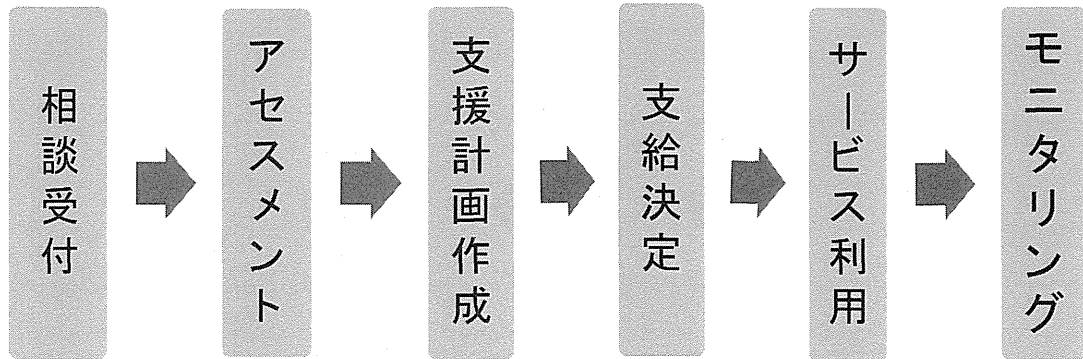 相談受付
アセスメント
支援計画作成
支給決定
サービス利用
モニタリング